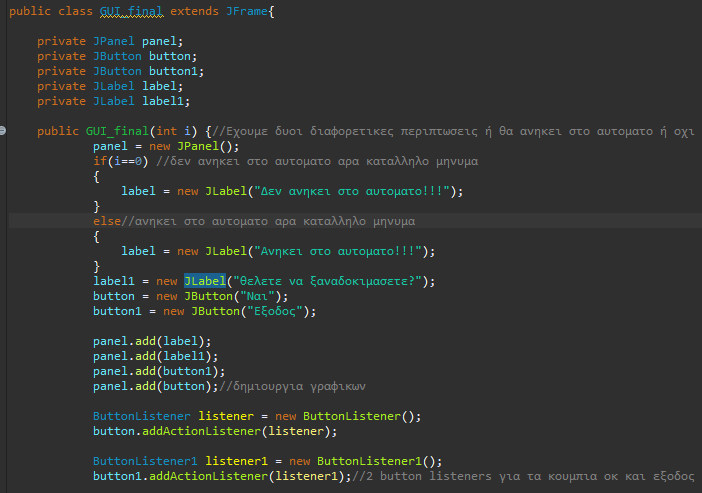 public class GUI_final extends JFrame{
private JPanel panel;
private JButton button;
private JButton button1;
private JLabel label;
private JLabel label1;
public GUI_final(int i) {//Εχουμε δυοι διαφορετικες περιπτωσεις ή θα ανηκει στο αυτοματο ή οχι
panel = new JPanel();
if(i==0) //δεν ανηκει στο αυτοματο αρα καταλληλο μηνυμα
{
label = new JLabel("Δεν ανηκει στο αυτοματο!!!");
}
else//ανηκει στο αυτοματο αρα καταλληλο μηνυμα
{
label = new JLabel("Ανηκει στο αυτοματο!!!");
}
label1 = new JLabel("θελετε να ξαναδοκιμασετε?");
button = new JButton("Ναι");
button1 = new JButton("Εξοδος");
panel.add(label);
panel.add(label1);
panel.add(button1);
panel.add(button);//δημιουργια γραφικων
ButtonListener listener = new ButtonListener();
button.addActionListener(listener);
ButtonListener1 listener1 = new ButtonListener1();
button1.addActionListener(listener1);//2 button listeners για τα κουμπια οκ και εξοδος